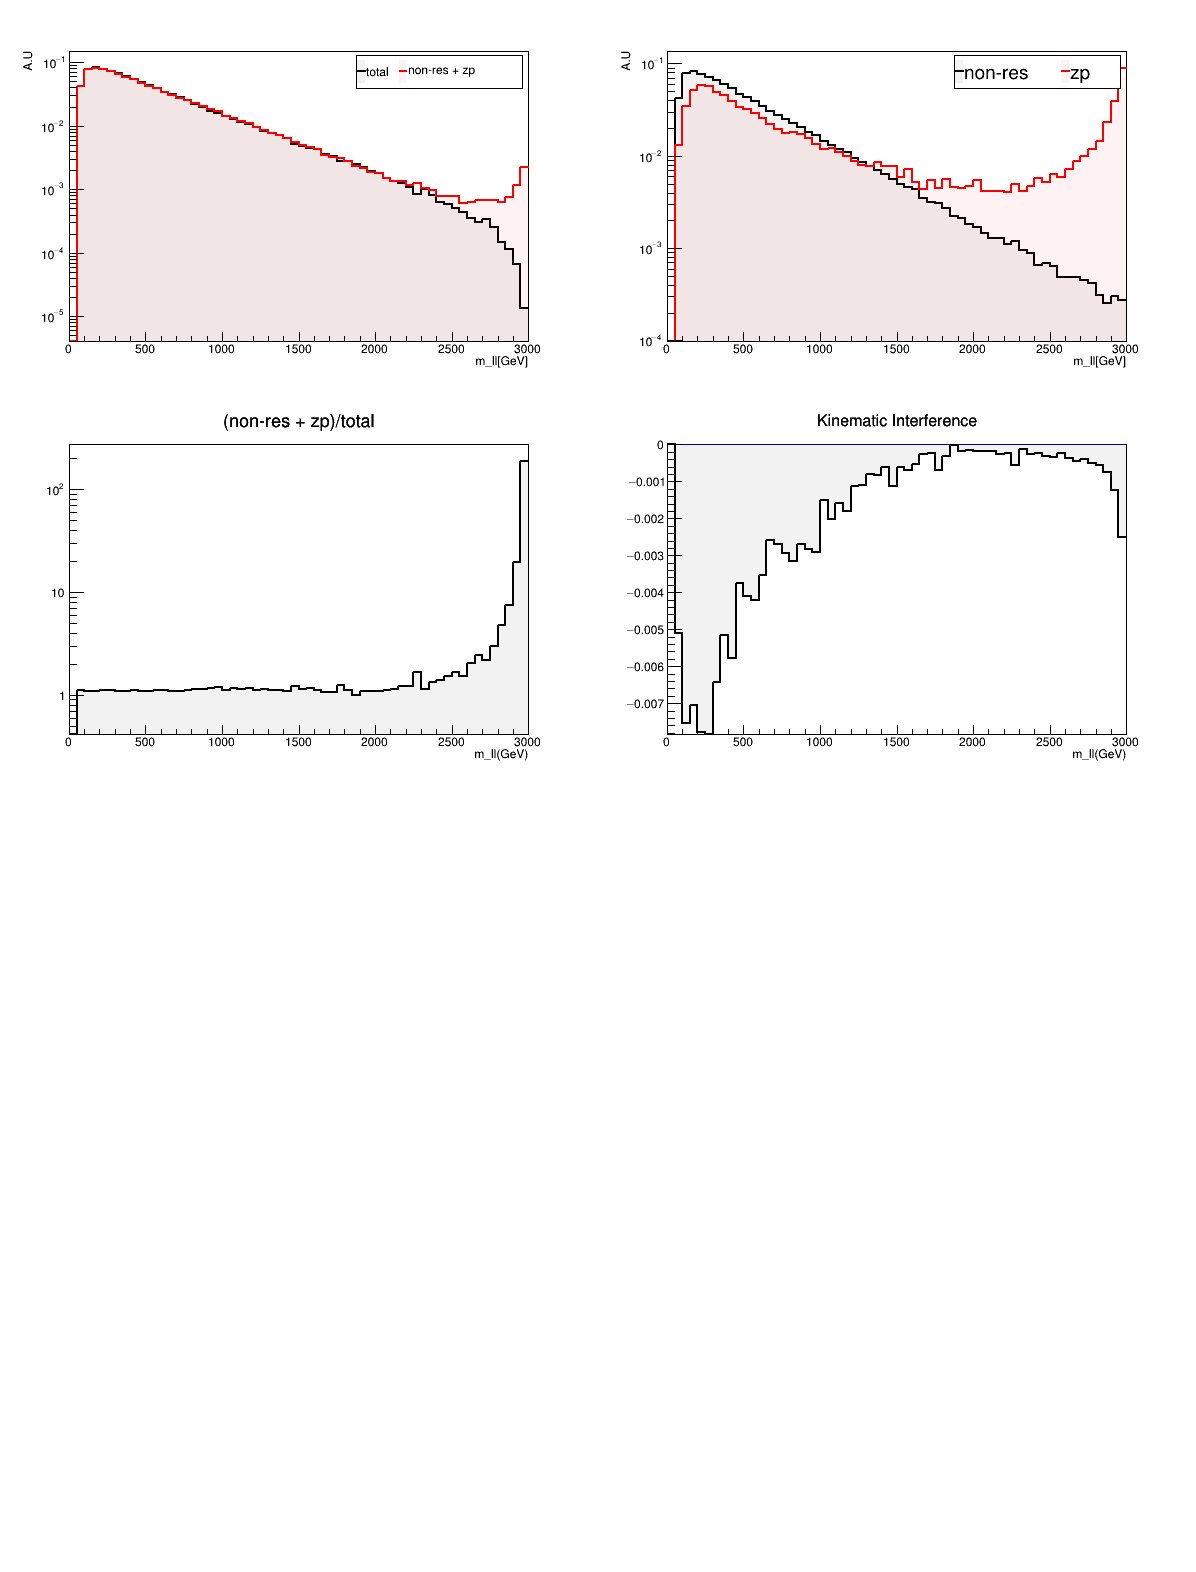 A.U
total non-res + zp
10−1
10−2
10−3
10−4
10−5
0 500 1000 1500 2000 2500 3000
m_ll[GeV]
A.U
non-res zp
10−1
10−2
10−3
10−4
0 500 1000 1500 2000 2500 3000
m_ll[GeV]
(non-res + zp)/total
10²
10
1
0 500 1000 1500 2000 2500 3000
m_ll(GeV)
Kinematic Interference
0
−0.001
−0.002
−0.003
−0.004
−0.005
−0.006
−0.007
0 500 1000 1500 2000 2500 3000
m_ll(GeV)